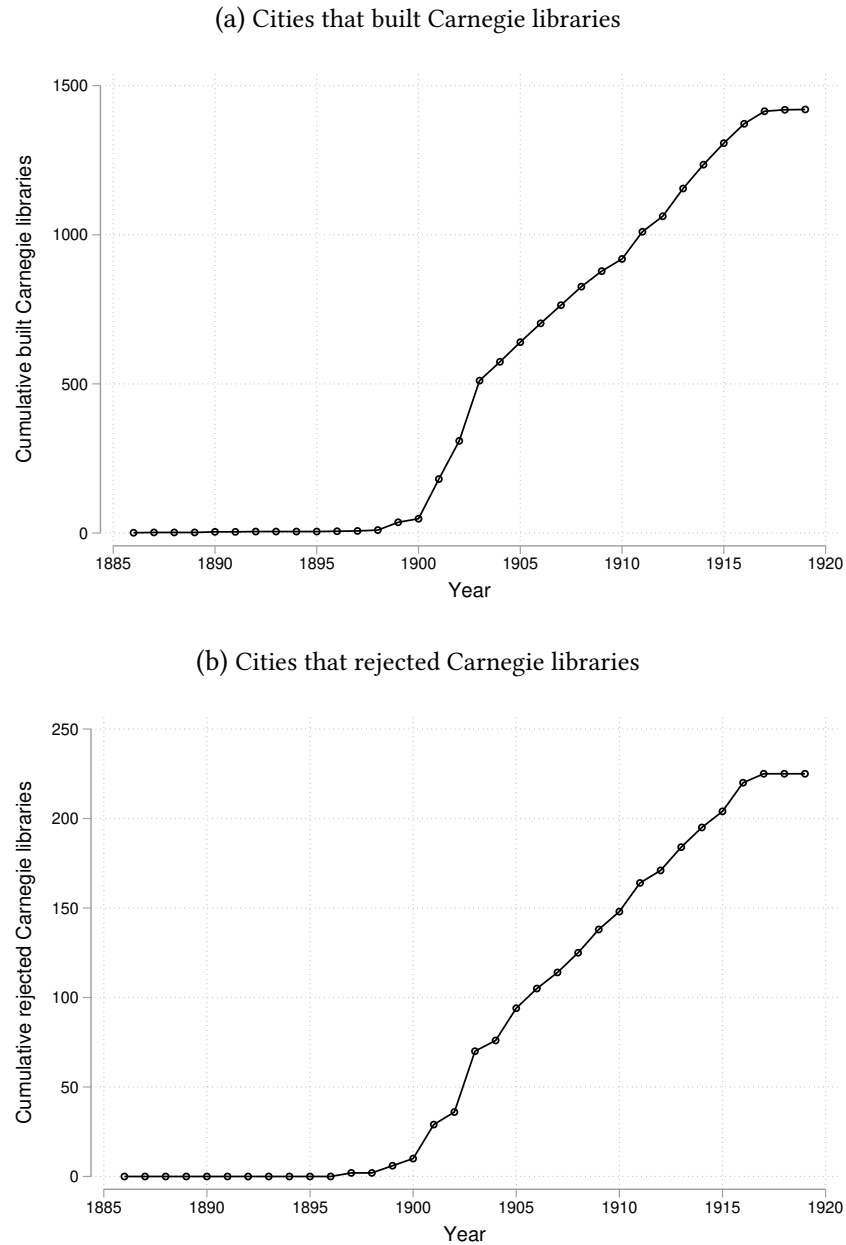 (a) Cities that built Carnegie libraries
1500
1000
500
0
Cumulative built Carnegie libraries
1885 1890 1895 1900 1905 1910 1915 1920
Year
(b) Cities that rejected Carnegie libraries
250
200
150
100
50
0
Cumulative rejected Carnegie libraries
1885 1890 1895 1900 1905 1910 1915 1920
Year